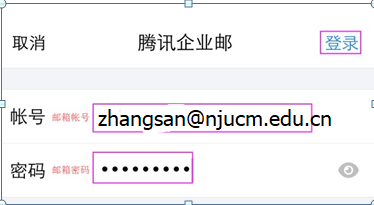 取消 腾讯企业邮 登录
帐号 邮箱帐号 zhangsan@njucm.edu.cn
密码 邮箱密码 •••••••••